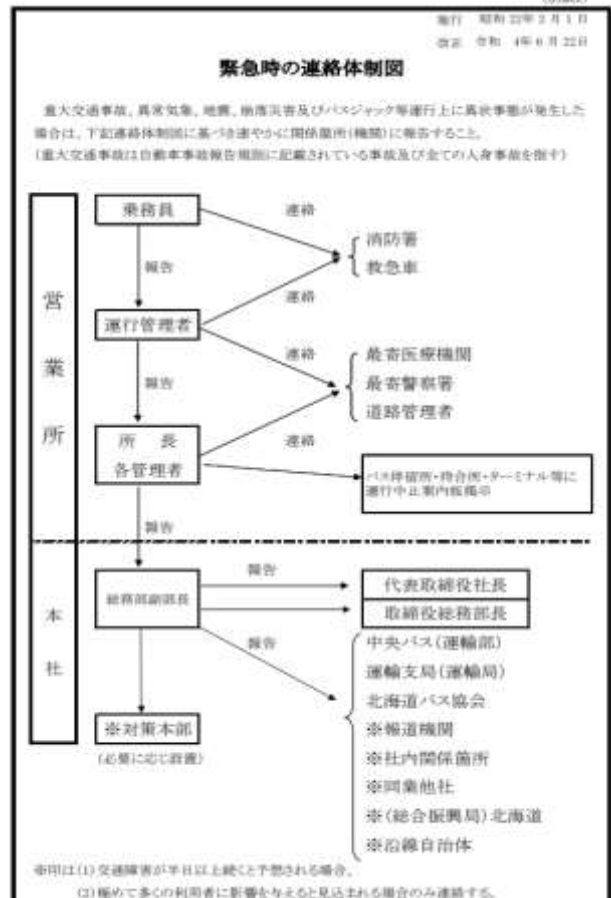 施行 昭和22年2月1日
改正 令和 4年6月22日
緊急時の連絡体制図
重大交通事故、異常気象、地震、崩落災害及びバスジャック等運行上に異状事態が発生した
場合は、下記連絡体制図に基づき速やかに関係箇所(機関)に報告すること。
(重大交通事故は自動車事故報告規則に記載されている事故及び全ての人身事故を指す)
営業所
乗務員
連絡
消防署
救急車
報告
連絡
運行管理者
連絡
最寄医療機関
最寄警察署
道路管理者
報告
所 長
各管理者
連絡
バス停留所・待合所・ターミナル等に
運行中止案内板掲示
報告
本社
総務部副部長
報告
代表取締役社長
取締役総務部長
報告
中央バス(運輸部)
運輸支局(運輸局)
北海道バス協会
※報道機関
※社内関係箇所
※同業他社
※(総合振興局)北海道
※沿線自治体
※対策本部
(必要に応じ設置)
※印は(1)交通障害が半日以上続くと予想される場合。
(2)極めて多くの利用者に影響を与えると見込まれる場合のみ連絡する。